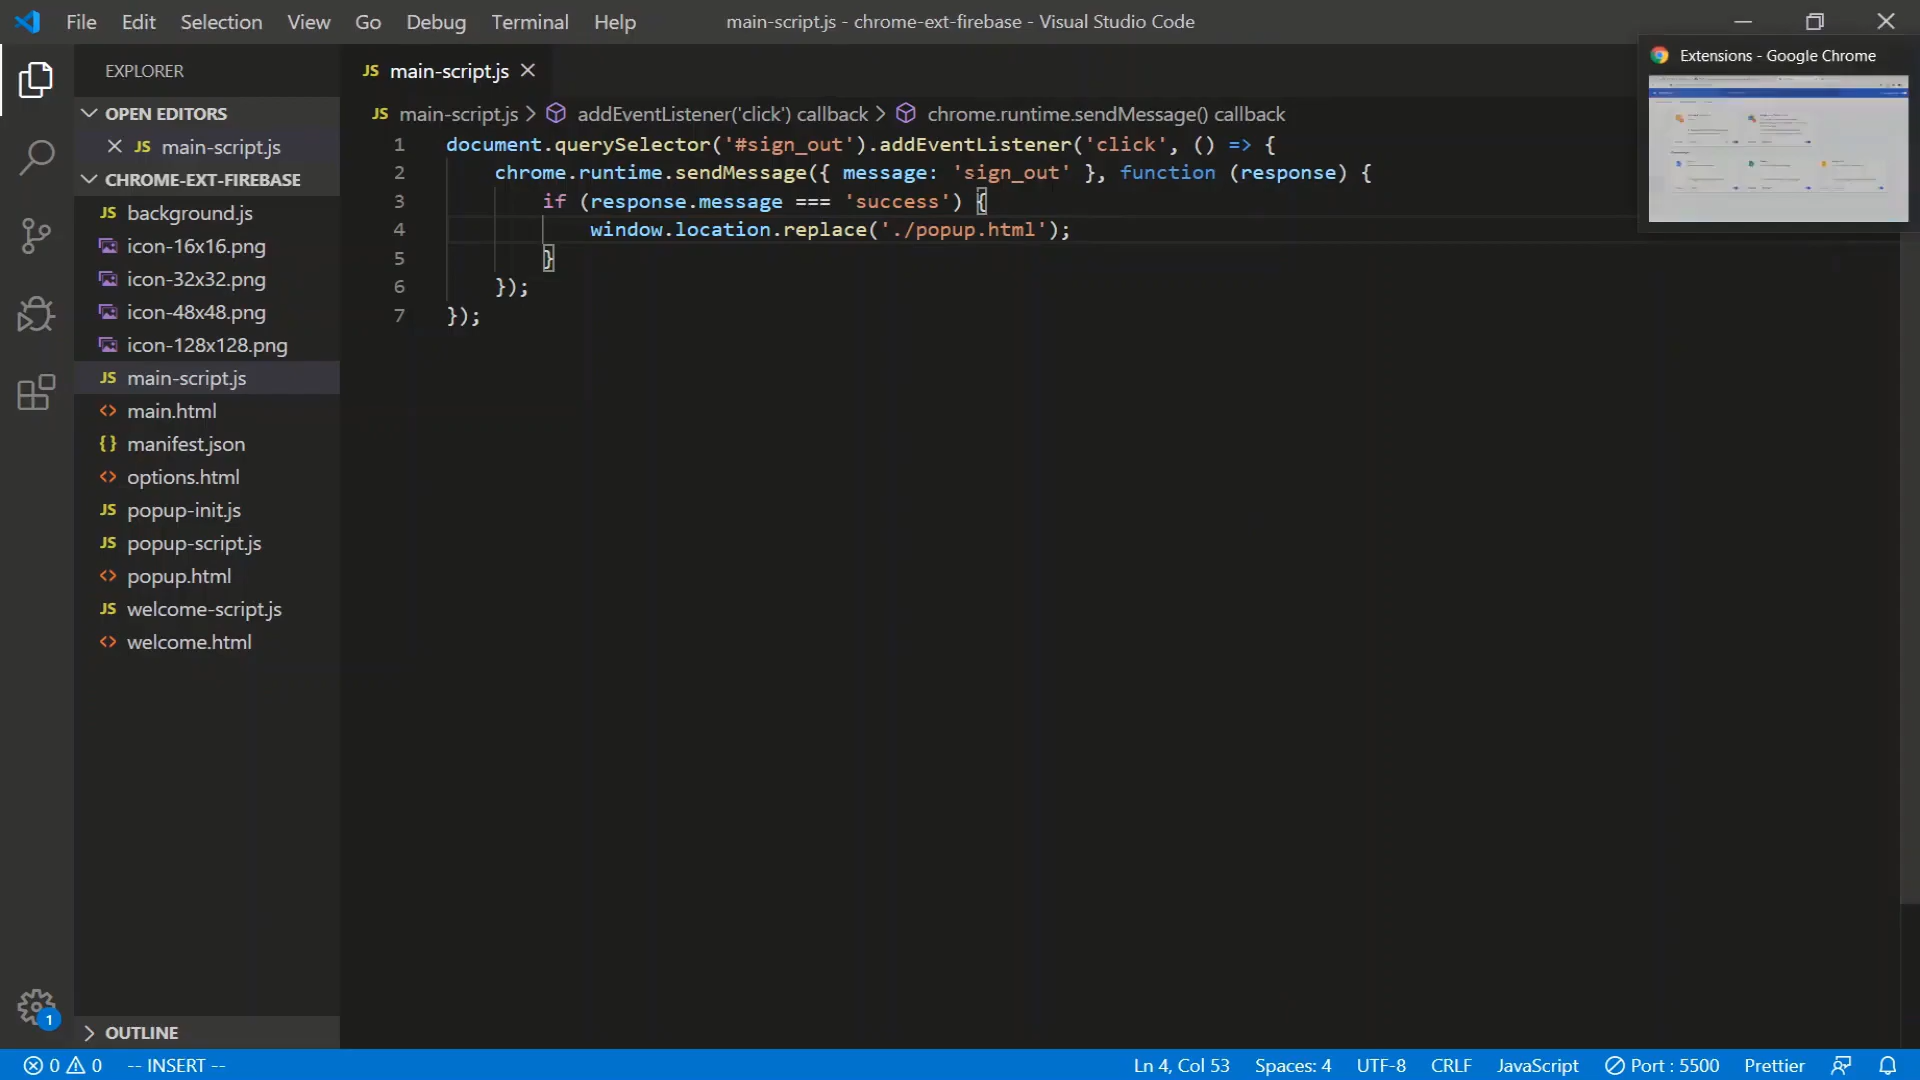 File Edit Selection View Go Debug Terminal Help main-script.js - chrome-ext-firebase - Visual Studio Code
Extensions - Google Chrome
EXPLORER
OPEN EDITORS
JS main-script.js
CHROME-EXT-FIREBASE
JS background.js
icon-16x16.png
icon-32x32.png
icon-48x48.png
icon-128x128.png
JS main-script.js
<> main.html
{} manifest.json
<> options.html
JS popup-init.js
JS popup-script.js
<> popup.html
JS welcome-script.js
<> welcome.html
OUTLINE
JS main-script.js
JS main-script.js > addEventListener('click') callback > chrome.runtime.sendMessage() callback
1 document.querySelector('#sign_out').addEventListener('click', () => {
2 chrome.runtime.sendMessage({ message: 'sign_out' }, function (response) {
3 if (response.message === 'success') {
4 window.location.replace('./popup.html');
5 }
6 });
7 });
1
0 0 -- INSERT -- Ln 4, Col 53 Spaces: 4 UTF-8 CRLF JavaScript Port : 5500 Prettier